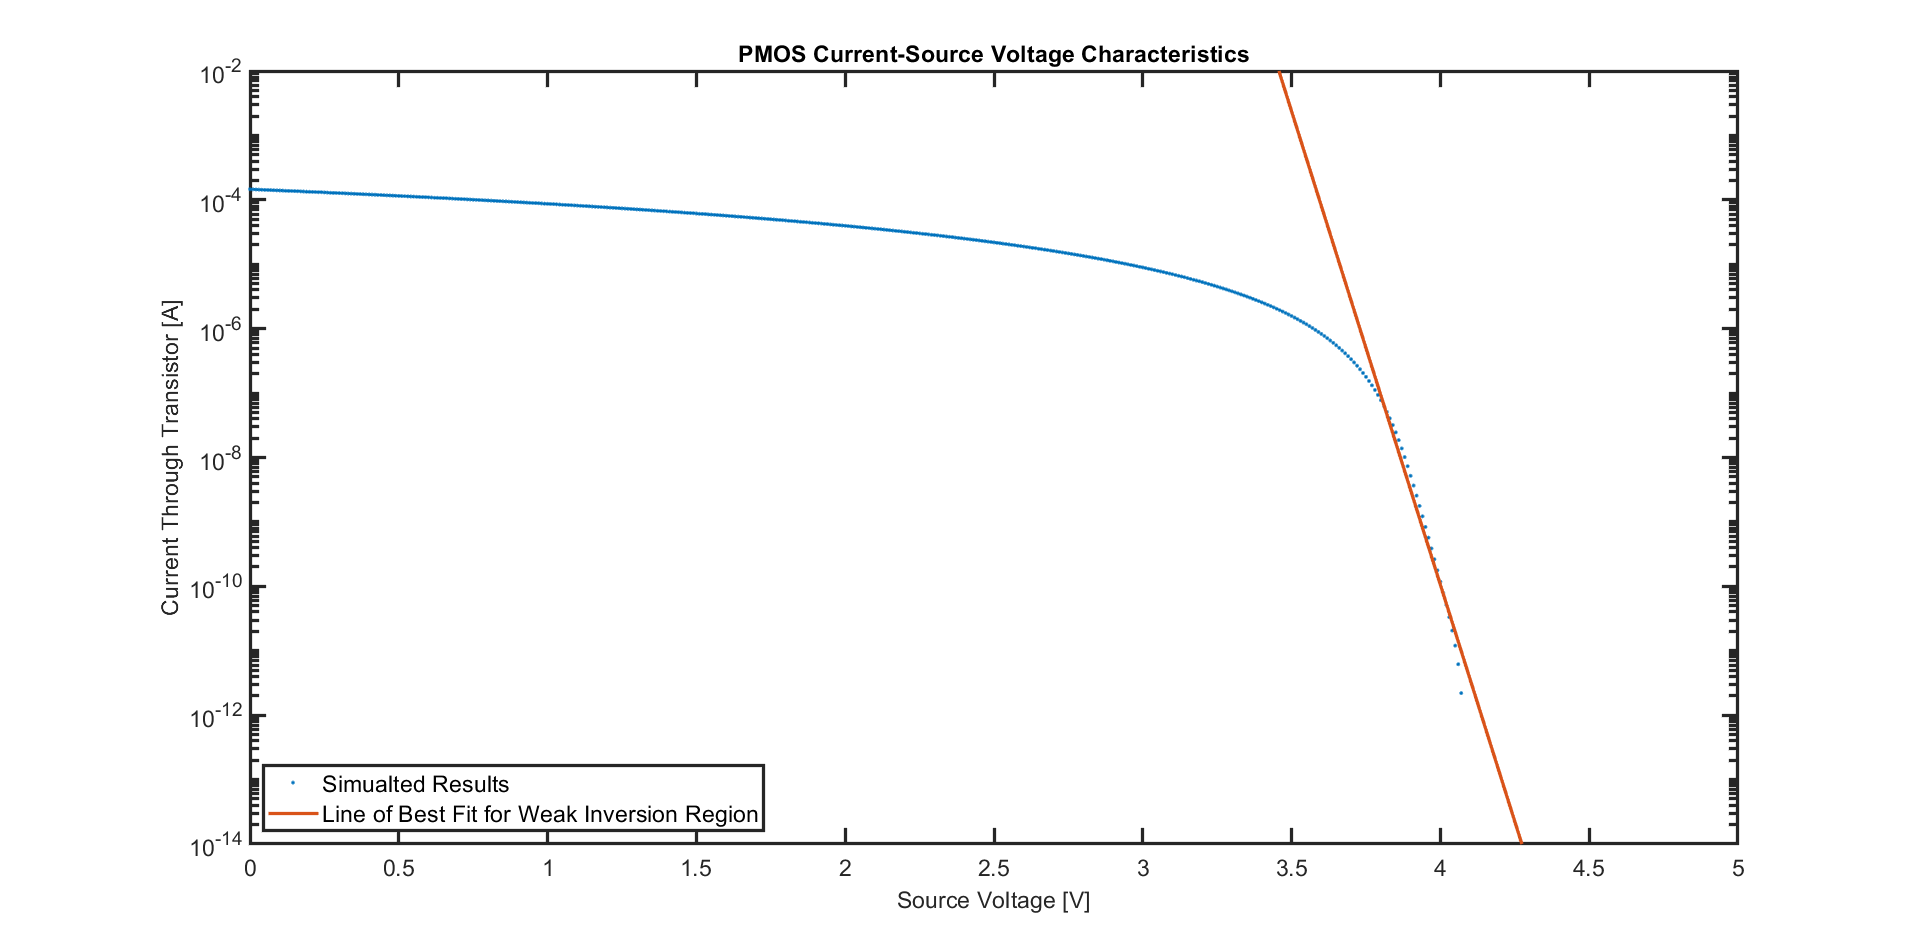 PMOS Current-Source Voltage Characteristics
Current Through Transistor [A]
10-2
10-4
10-6
10-8
10-10
10-12
10-14
Simualted Results
Line of Best Fit for Weak Inversion Region
0 0.5 1 1.5 2 2.5 3 3.5 4 4.5 5
Source Voltage [V]